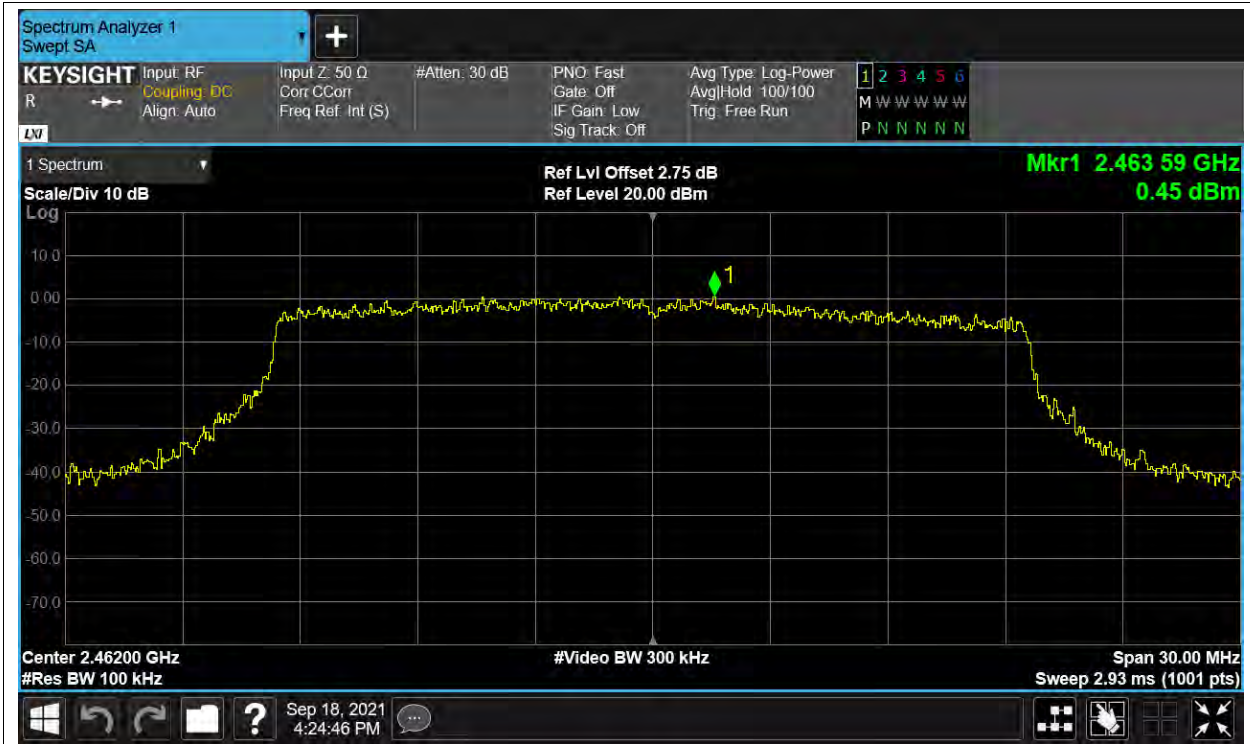 Spectrum Analyzer 1
Swept SA
KEYSIGHT
R
LXI
Input: RF
Coupling: DC
Align: Auto
Input Z: 50 Ω
Corr CCorr
Freq Ref: Int (S)
#Atten: 30 dB
PNO: Fast
Gate: Off
IF Gain: Low
Sig Track: Off
Avg Type: Log-Power
Avg|Hold: 100/100
Trig: Free Run
1 2 3 4 5 6
M W W W W W
P N N N N N
1 Spectrum
Scale/Div 10 dB
Ref Lvl Offset 2.75 dB
Ref Level 20.00 dBm
Mkr1 2.463 59 GHz
0.45 dBm
Log
10.0
0.00
-10.0
-20.0
-30.0
-40.0
-50.0
-60.0
-70.0
1
Center 2.46200 GHz
#Res BW 100 kHz
#Video BW 300 kHz
Span 30.00 MHz
Sweep 2.93 ms (1001 pts)
?
Sep 18, 2021
4:24:46 PM